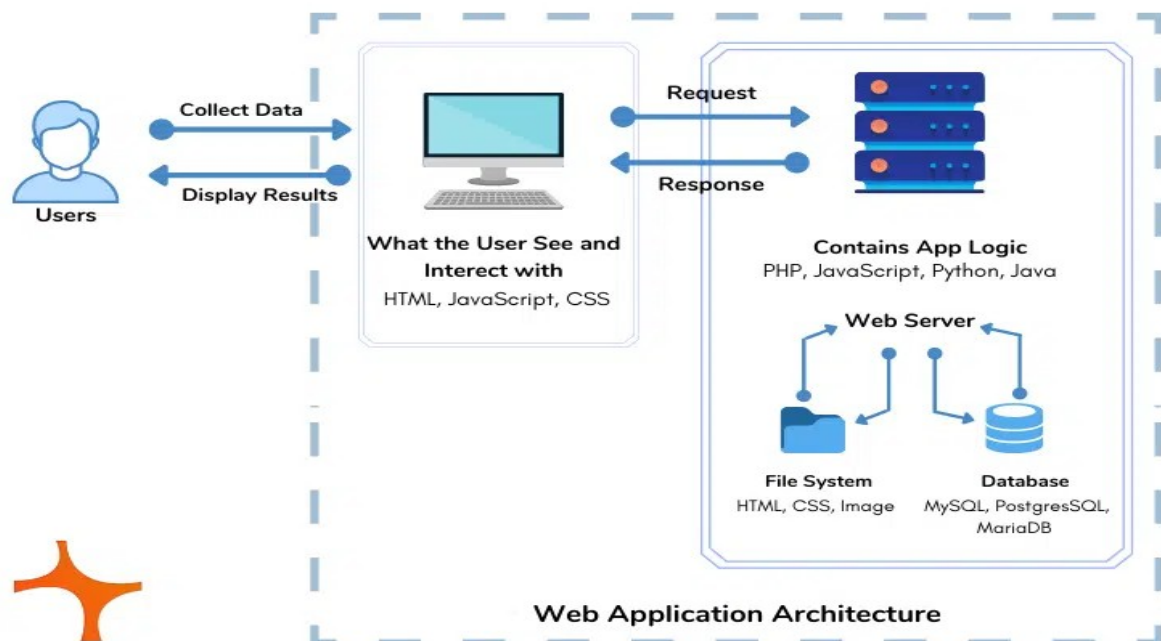 Collect Data
Display Results
Users
What the User See and
Interect with
HTML, JavaScript, CSS
Request
Response
Contains App Logic
PHP, JavaScript, Python, Java
Web Server
File System
HTML, CSS, Image
Database
MySQL, PostgresSQL,
MariaDB
Web Application Architecture